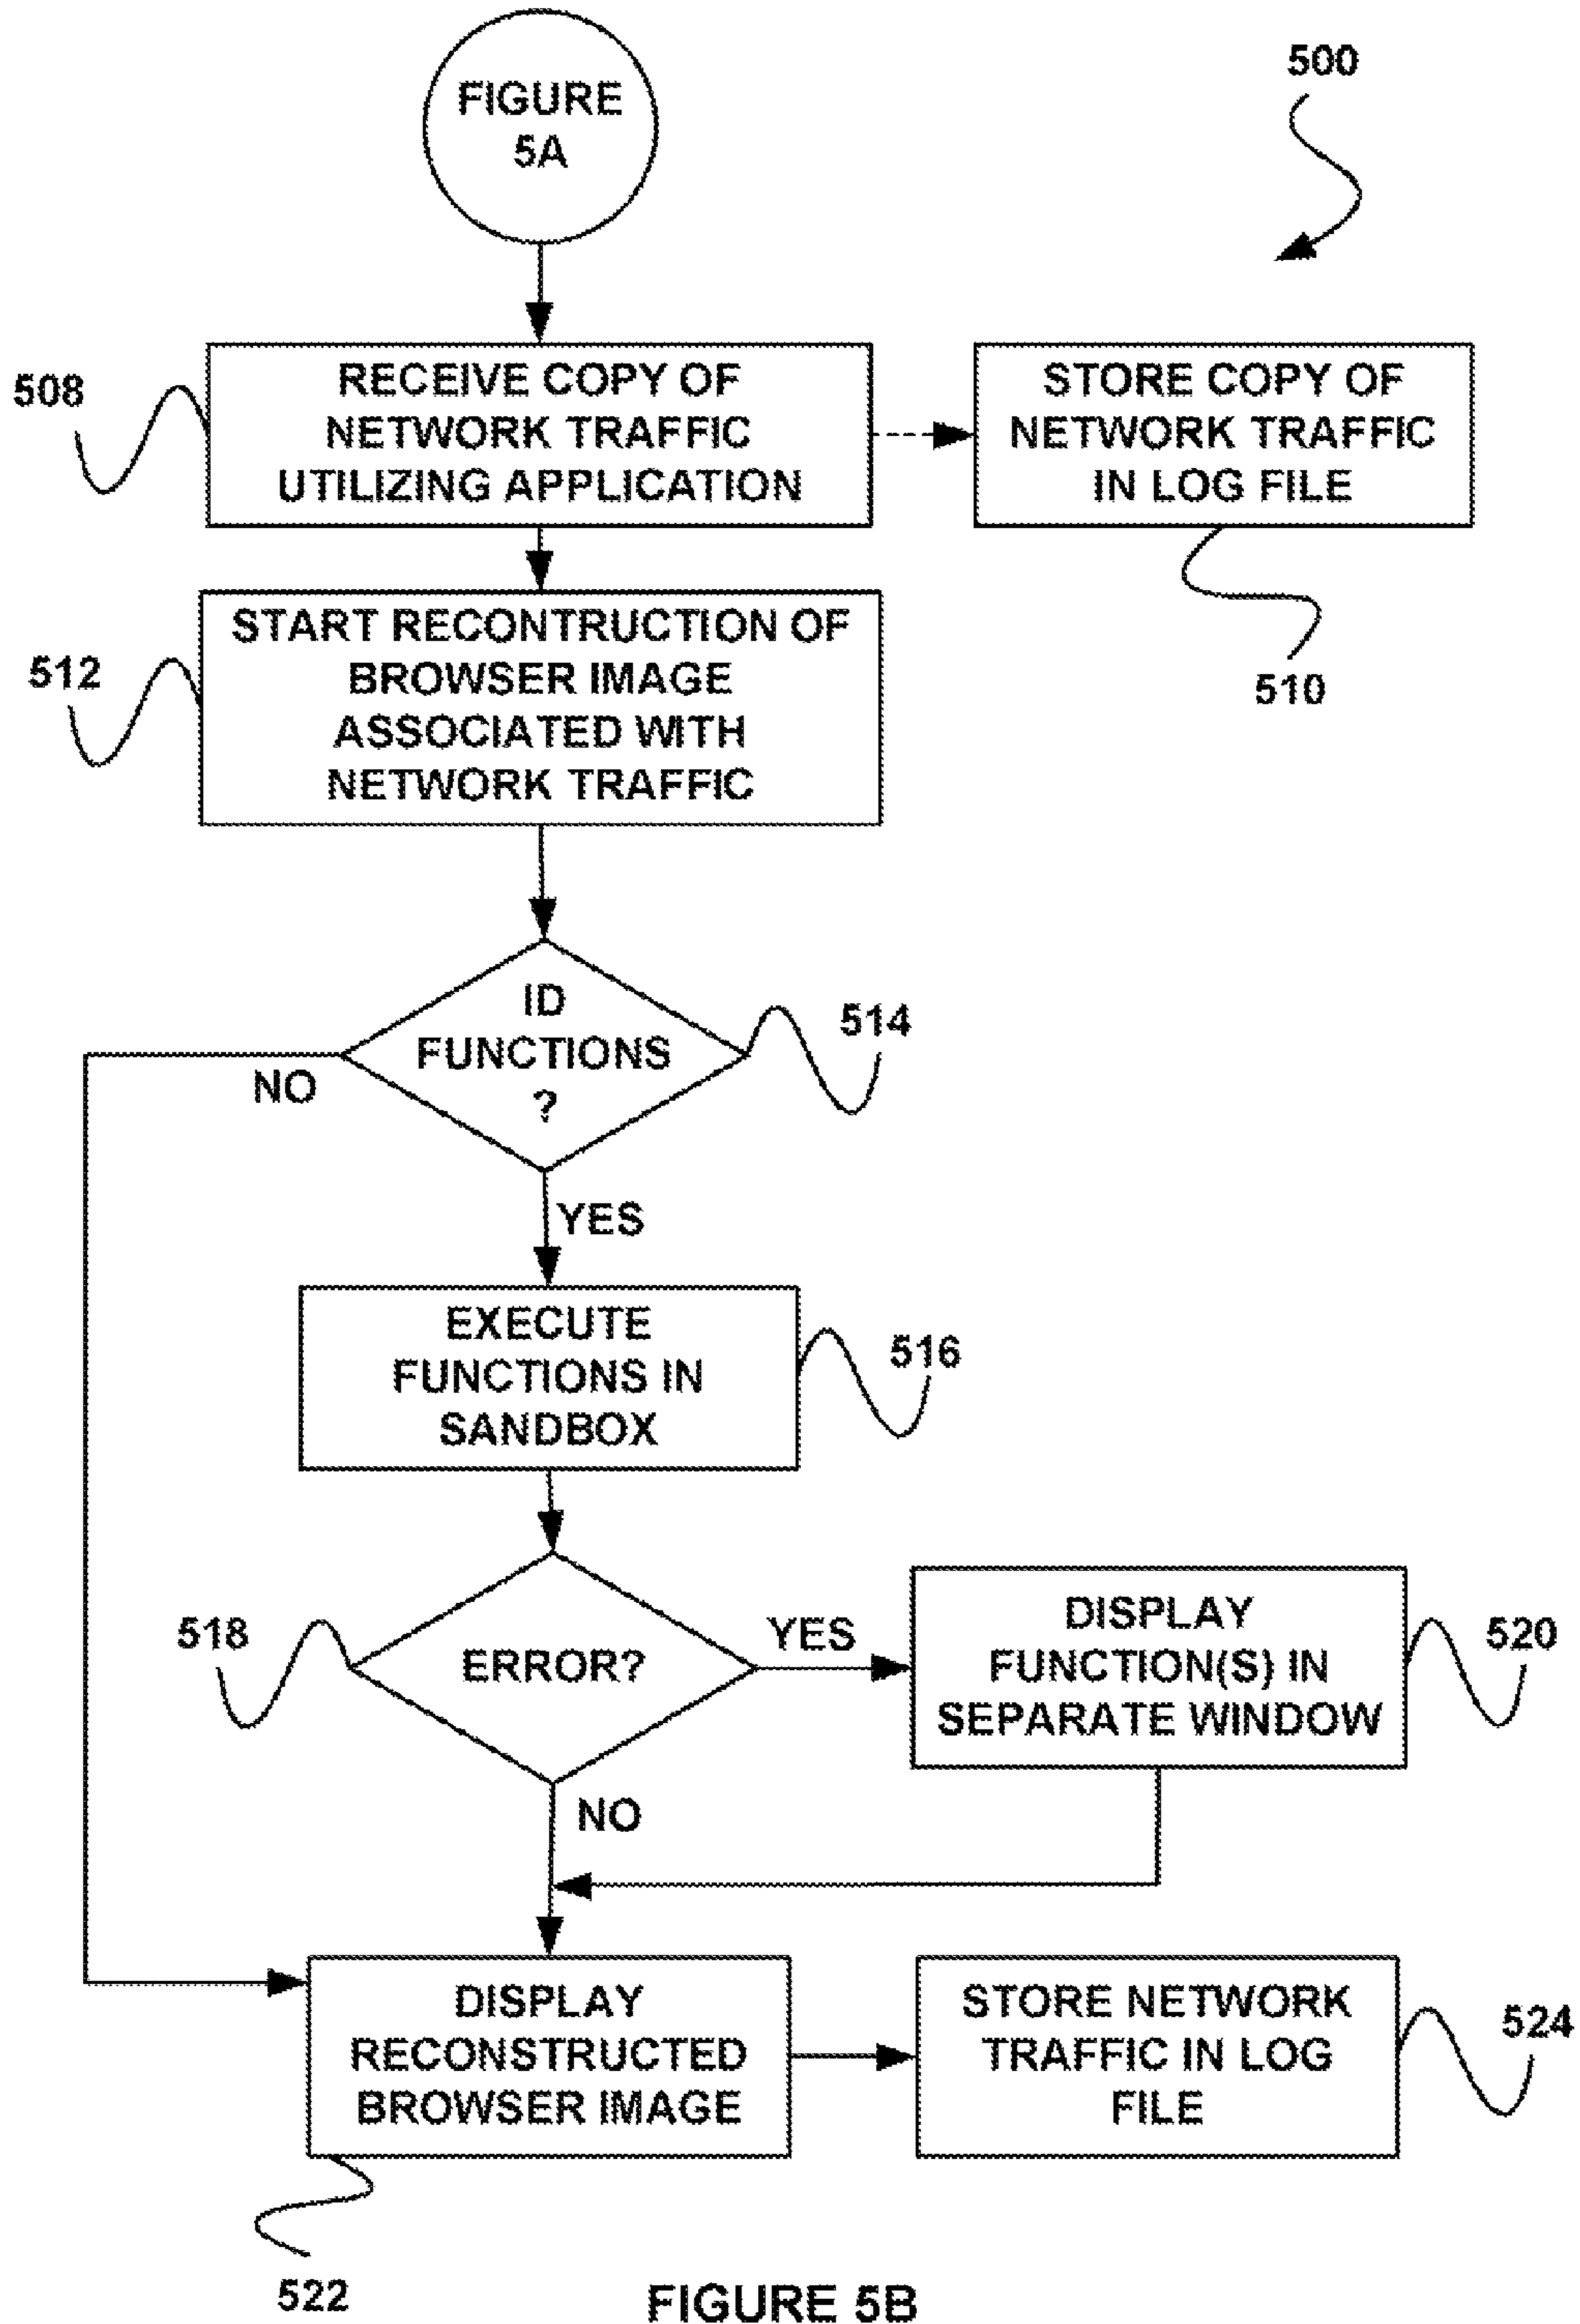 FIGURE
5A
500
508
RECEIVE COPY OF
NETWORK TRAFFIC
UTILIZING APPLICATION
STORE COPY OF
NETWORK TRAFFIC
IN LOG FILE
510
512
START RECONTRUCTION OF
BROWSER IMAGE
ASSOCIATED WITH
NETWORK TRAFFIC
ID
FUNCTIONS
?
514
NO
YES
EXECUTE
FUNCTIONS IN
SANDBOX
516
518
ERROR?
YES
DISPLAY
FUNCTION(S) IN
SEPARATE WINDOW
520
NO
DISPLAY
RECONSTRUCTED
BROWSER IMAGE
STORE NETWORK
TRAFFIC IN LOG
FILE
524
522
FIGURE 5B